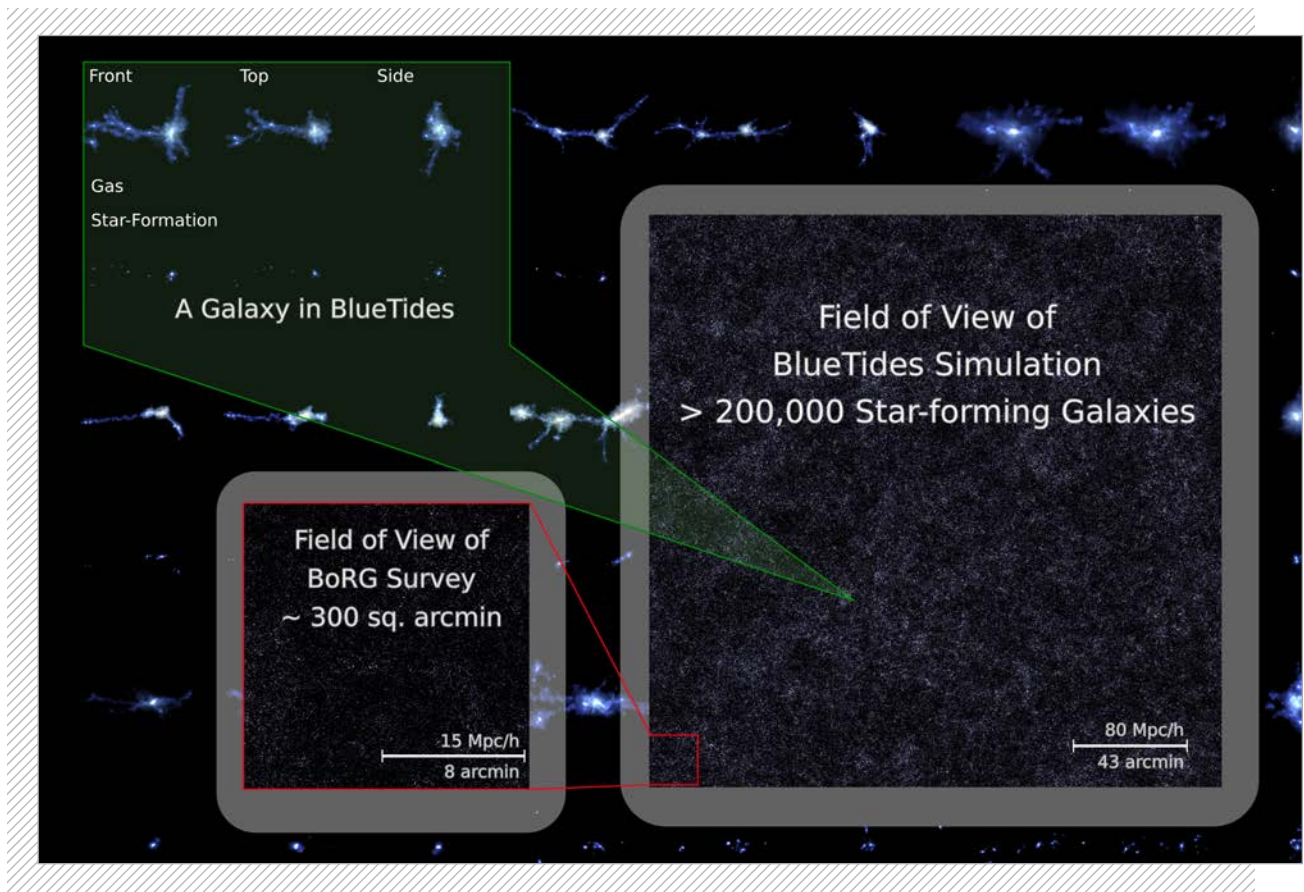 Front Top Side
Gas
Star-Formation
A Galaxy in BlueTides
Field of View of
BlueTides Simulation
> 200,000 Star-forming Galaxies
80 Mpc/h
43 arcmin
Field of View of
BoRG Survey
~ 300 sq. arcmin
15 Mpc/h
8 arcmin